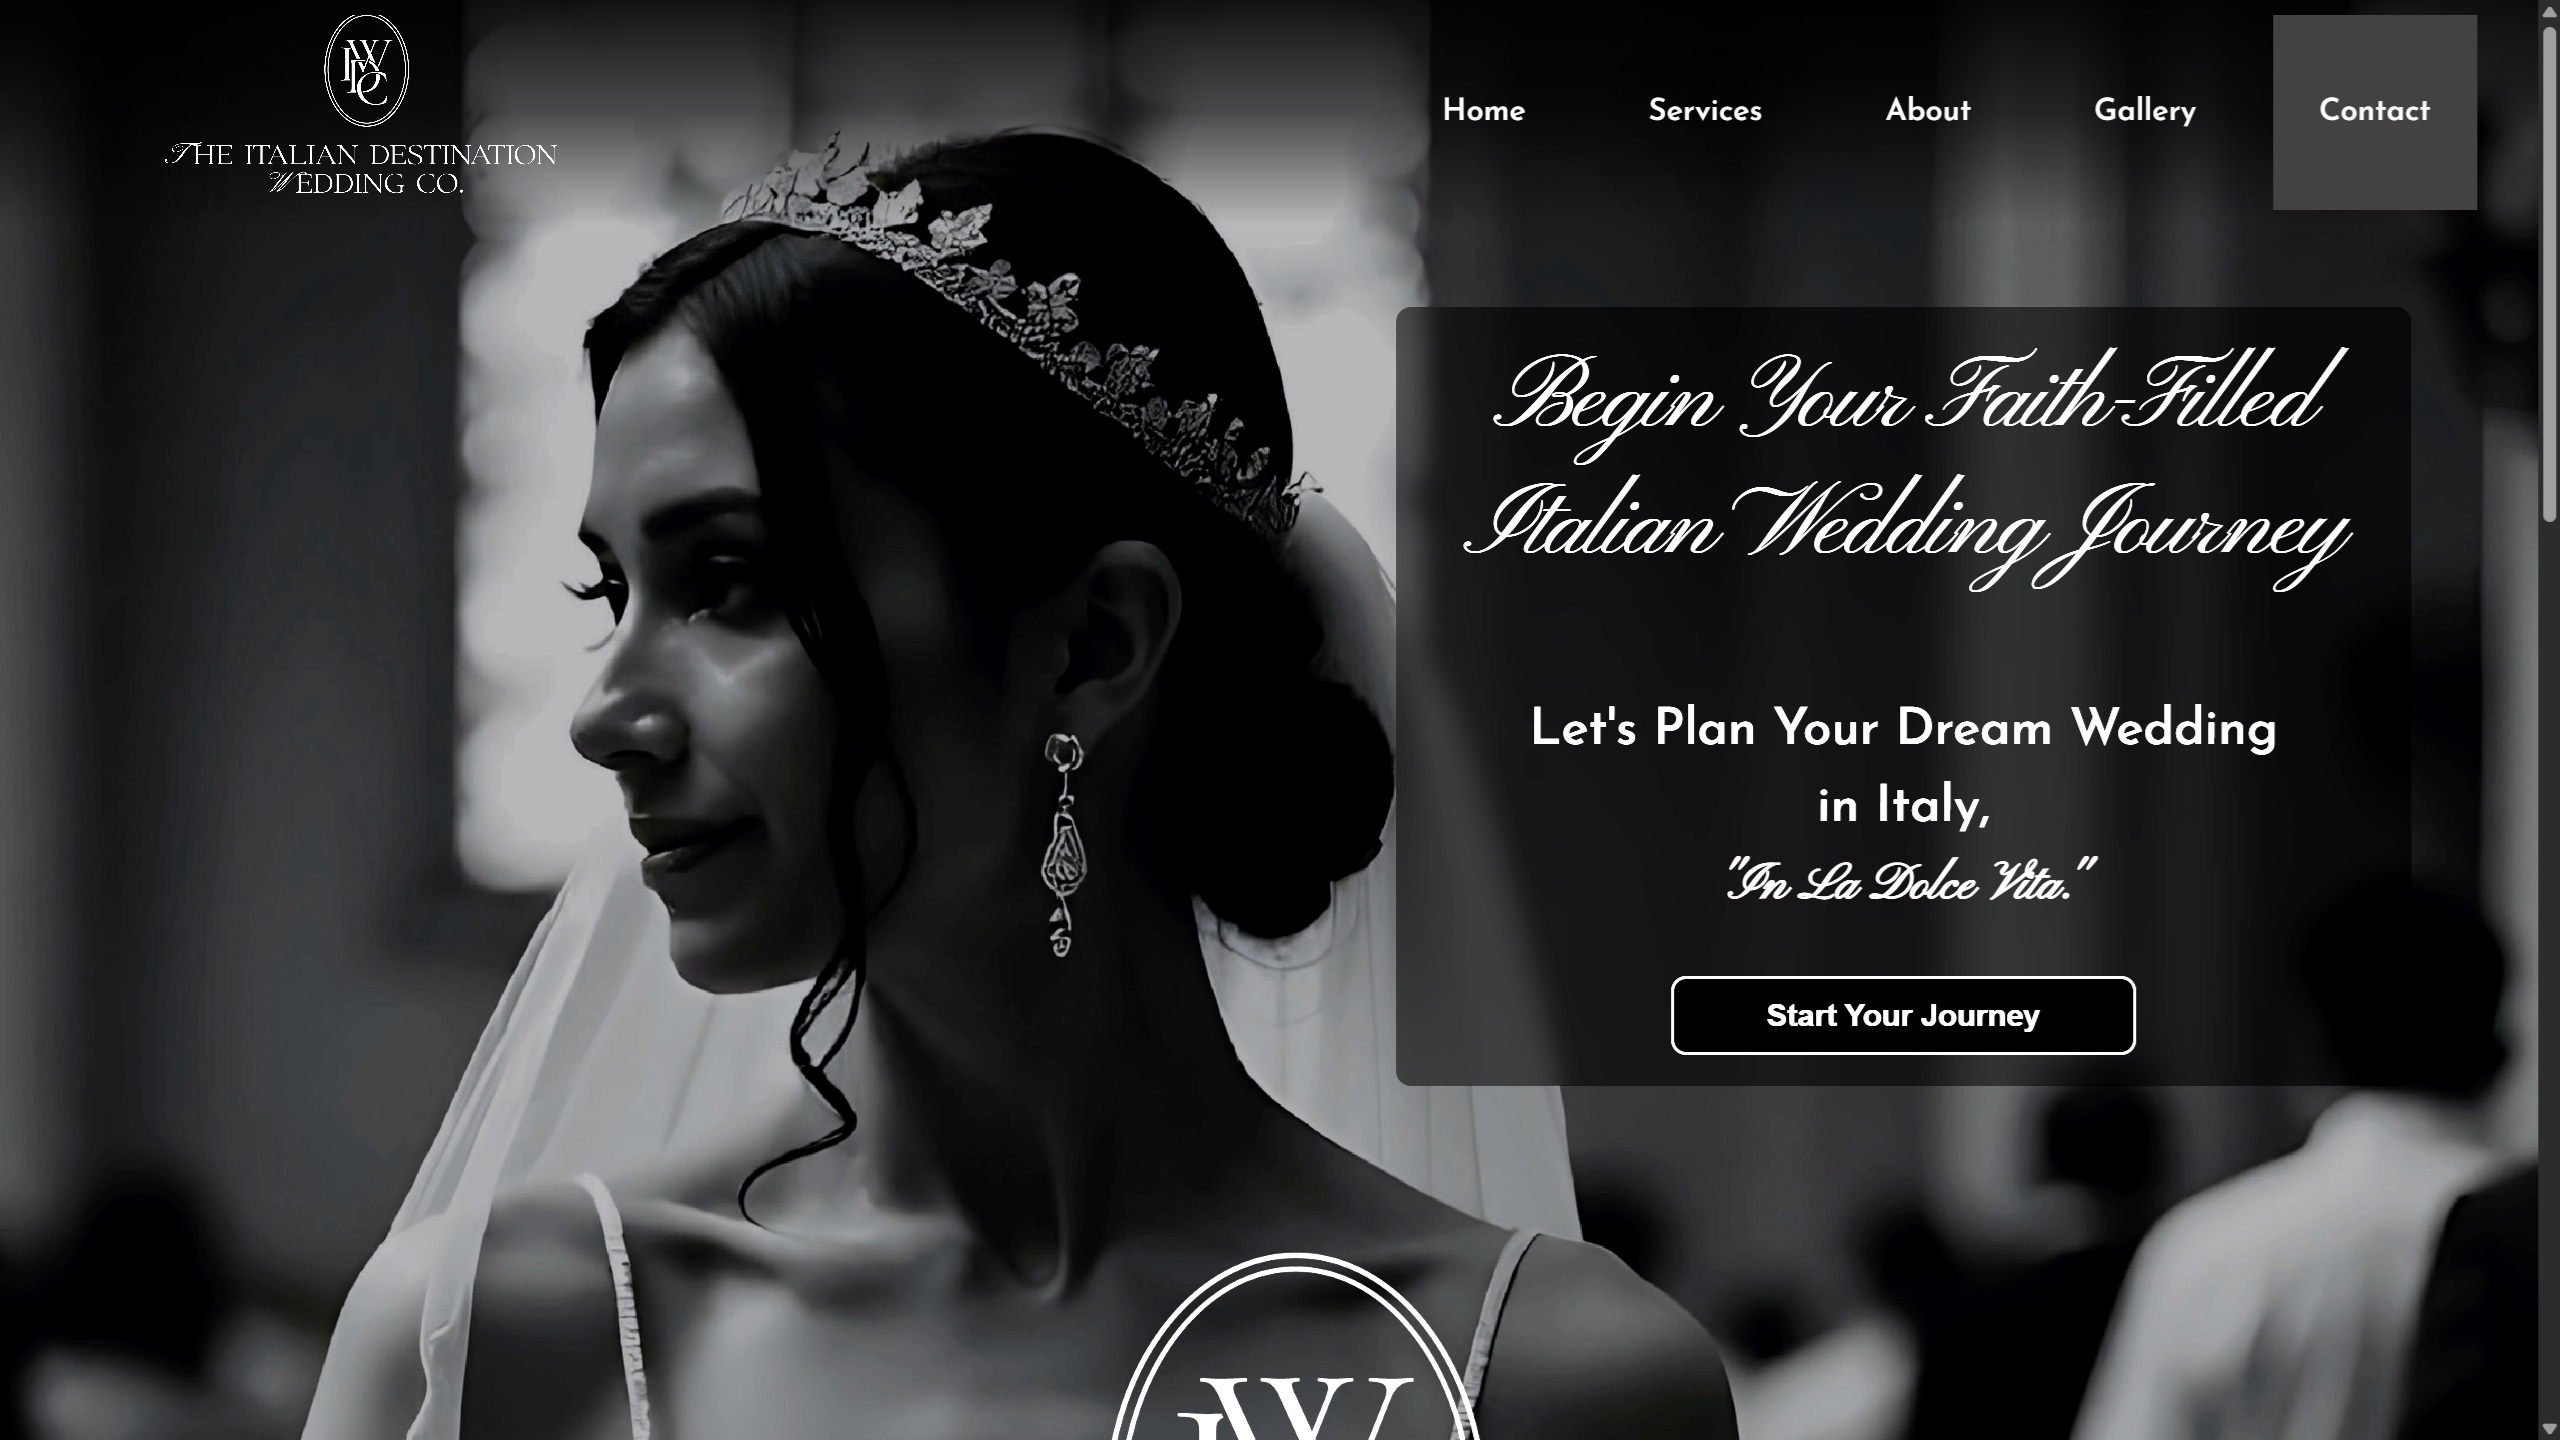 THE ITALIAN DESTINATION
WEDDING CO.
Home
Services
About
Gallery
Contact
Begin Your Faith-Filled
Italian Wedding Journey
Let's Plan Your Dream Wedding
in Italy,
"In La Dolce Vita."
Start Your Journey